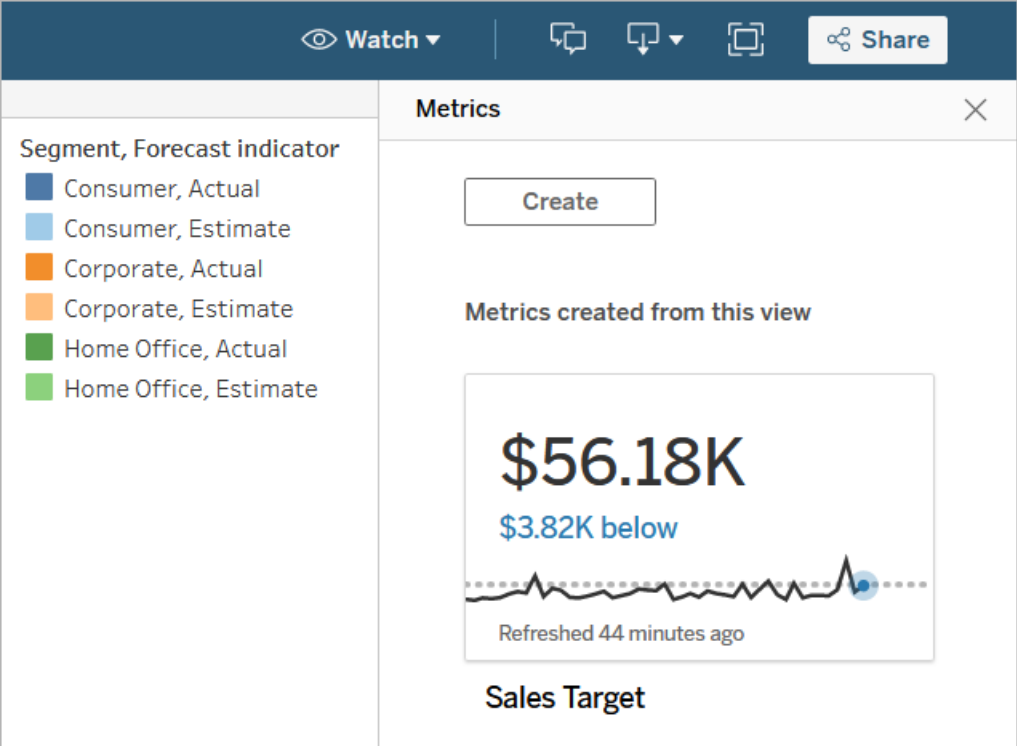 Watch
Share
Metrics
Segment, Forecast indicator
Consumer, Actual
Consumer, Estimate
Corporate, Actual
Corporate, Estimate
Home Office, Actual
Home Office, Estimate
Create
Metrics created from this view
$56.18K
$3.82K below
Refreshed 44 minutes ago
Sales Target